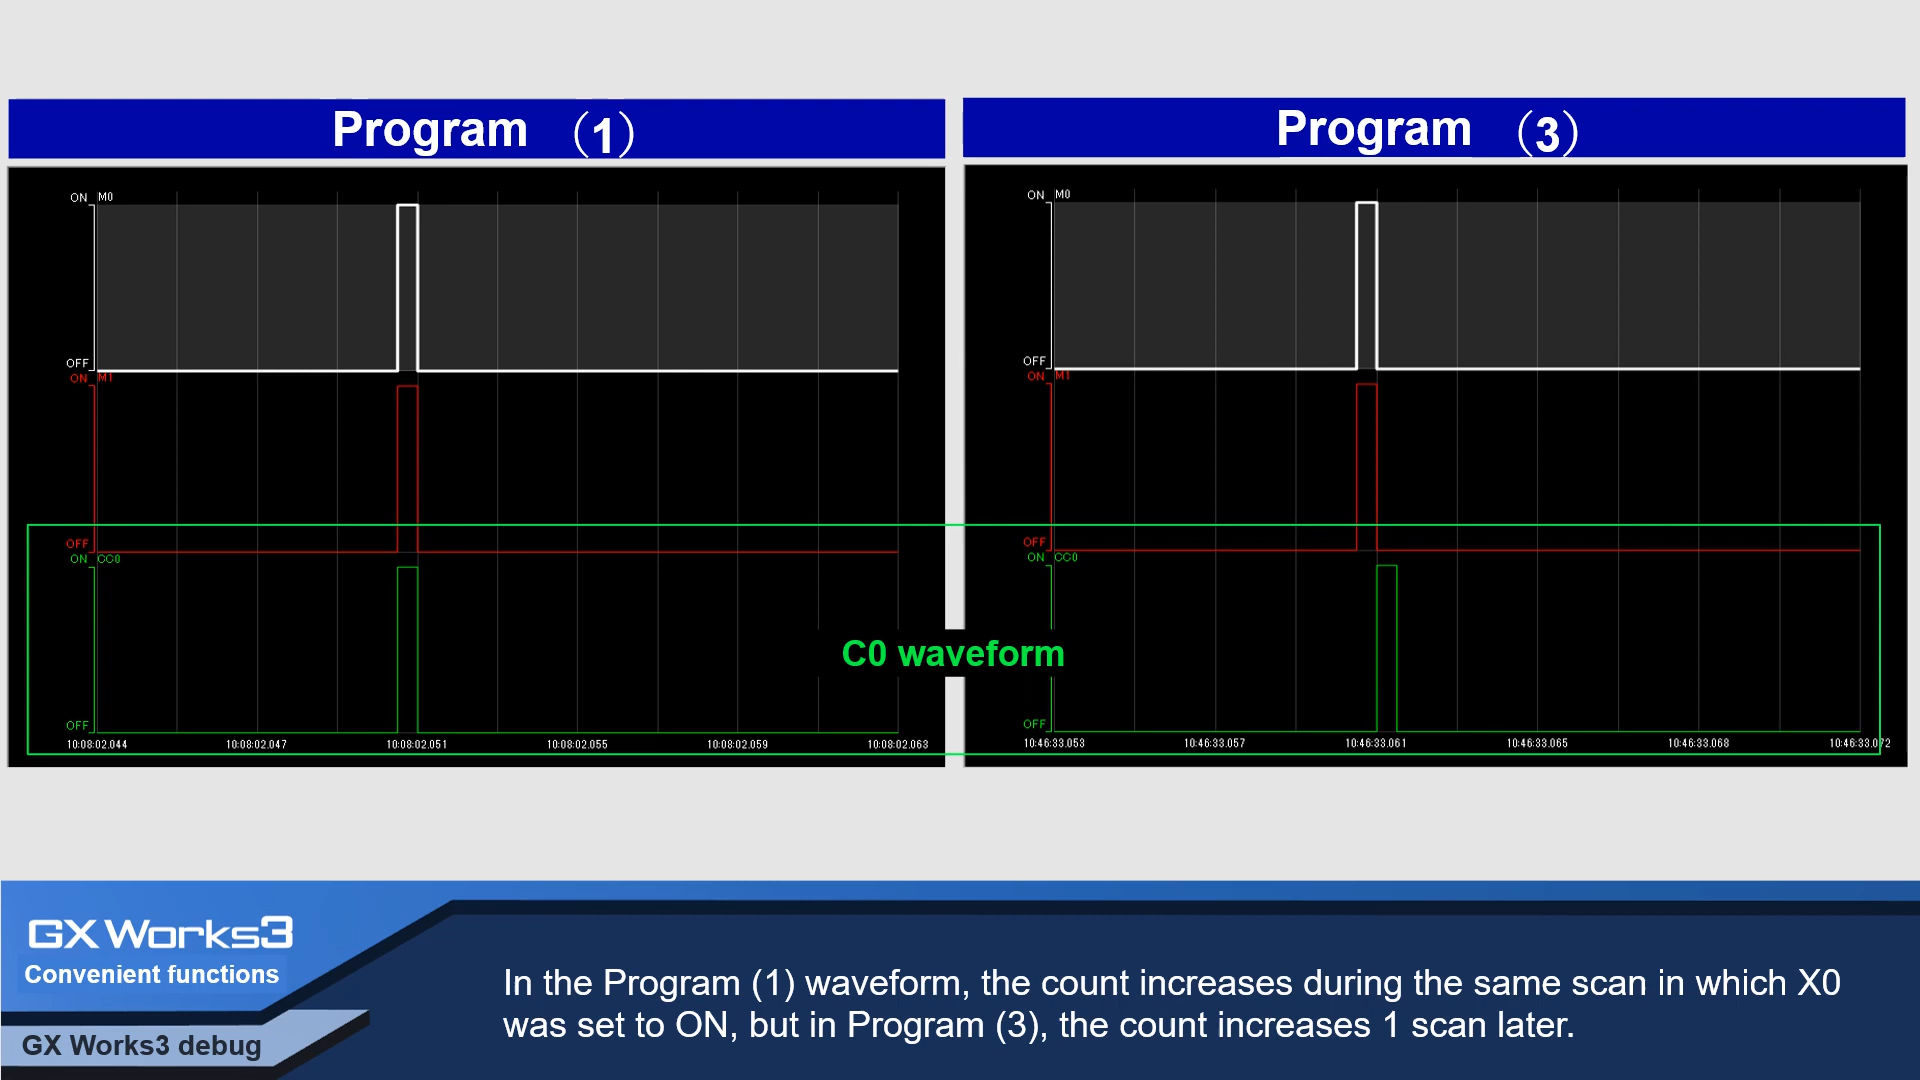 Program （1）
Program （3）
ON M0
OFF
ON M1
OFF
ON CC0
OFF
10:08:02.044 10:08:02.047 10:08:02.051 10:08:02.055 10:08:02.059 10:08:02.063
ON M0
OFF
ON M1
OFF
ON CC0
OFF
10:46:33.053 10:46:33.057 10:46:33.061 10:46:33.065 10:46:33.068 10:46:33.072
C0 waveform
GX Works3
Convenient functions
GX Works3 debug
In the Program (1) waveform, the count increases during the same scan in which X0
was set to ON, but in Program (3), the count increases 1 scan later.